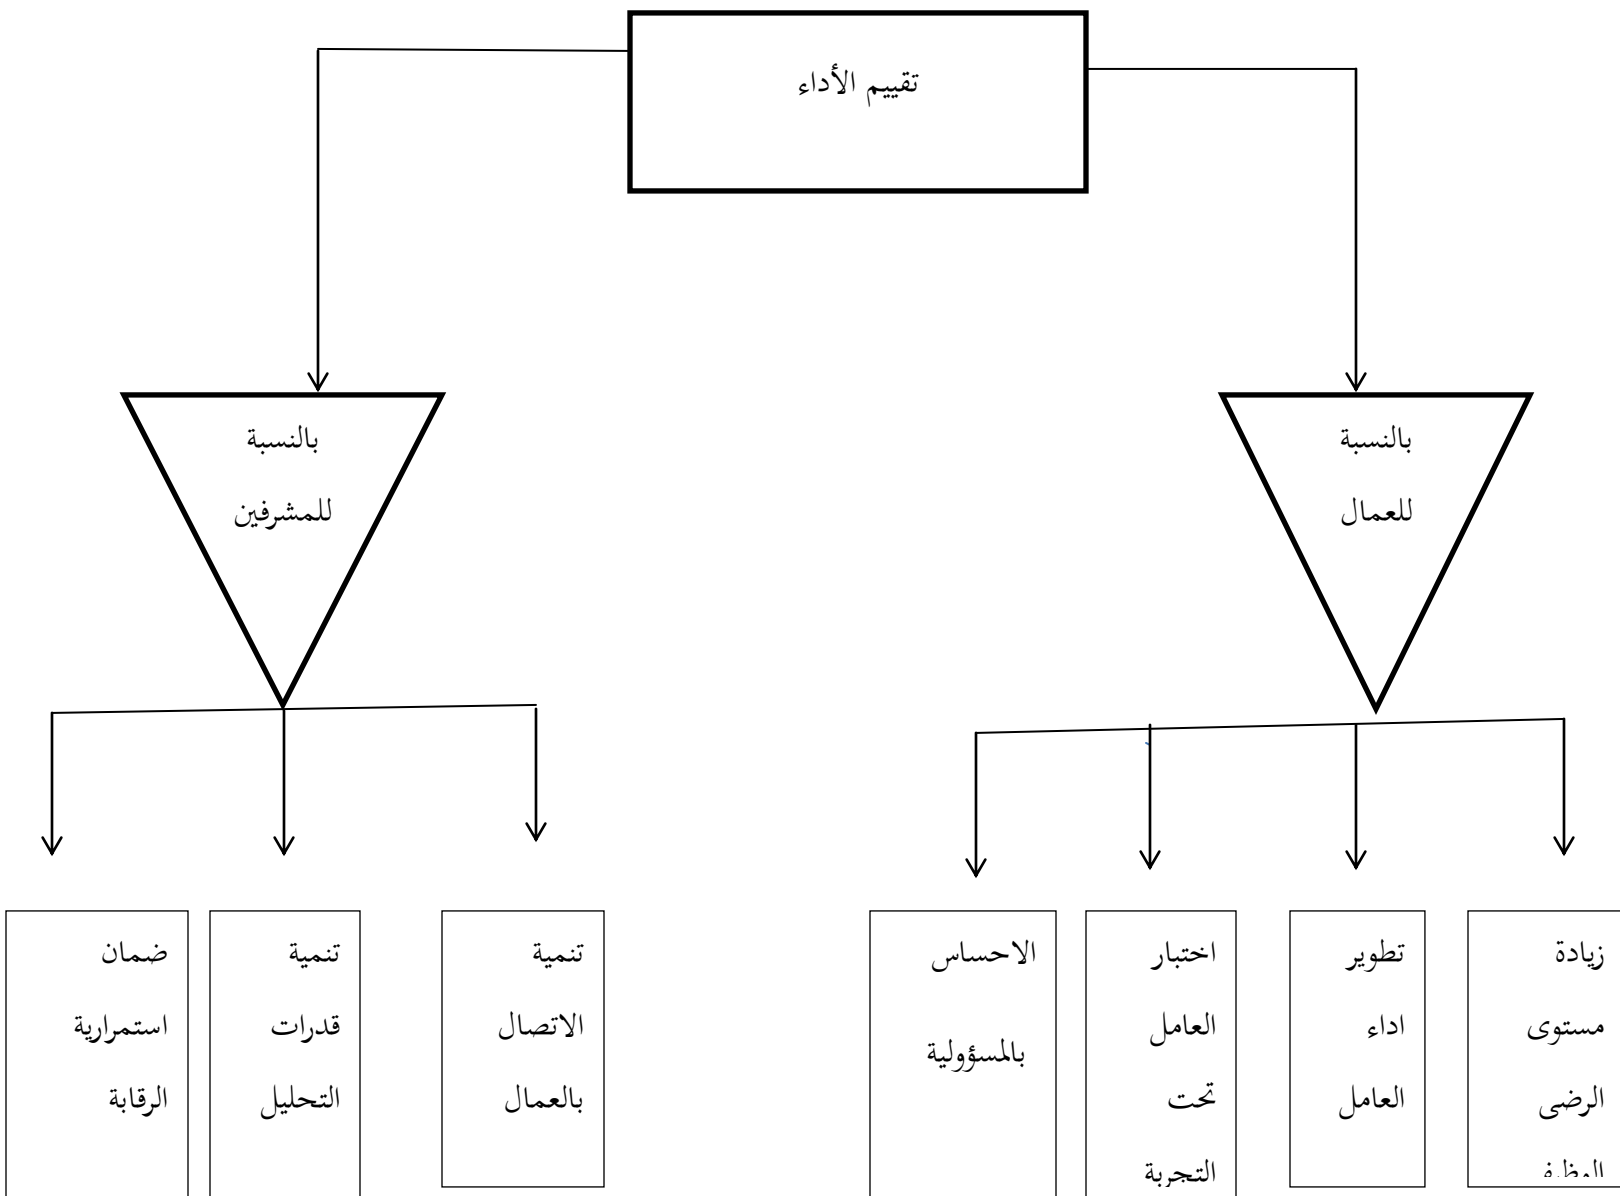 تقييم الأداء
بالنسبة
للعمال
بالنسبة
للمشرفين
زيادة
مستوى
الرضى
تطوير
اداء
العامل
اختبار
العامل
تحت
التجربة
الاحساس
بالمسؤولية
تنمية
الاتصال
بالعمال
تنمية
قدرات
التحليل
ضمان
استمرارية
الرقابة